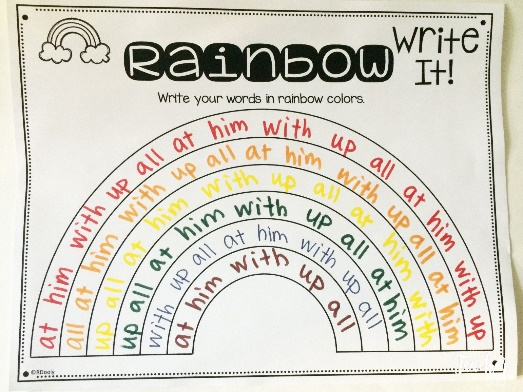 Rainbow Write It!
Write your words in rainbow colors.
at him with up all at him with up all at him with up
all at him with up all at him with up all at him
up all at him with up all at him with
up all at him with up all at him
with up all at him with up all
at him with up all